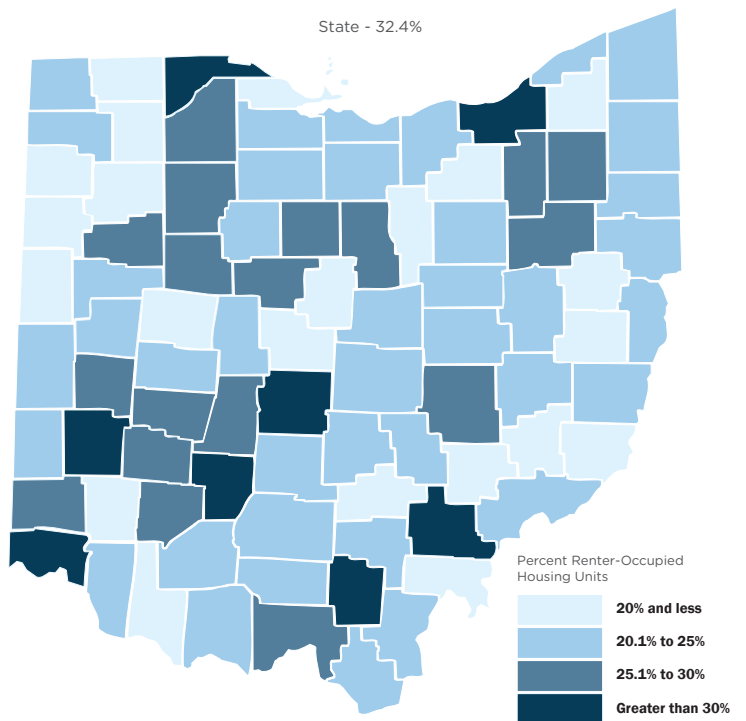 State - 32.4%
Percent Renter-Occupied
Housing Units
20% and less
20.1% to 25%
25.1% to 30%
Greater than 30%